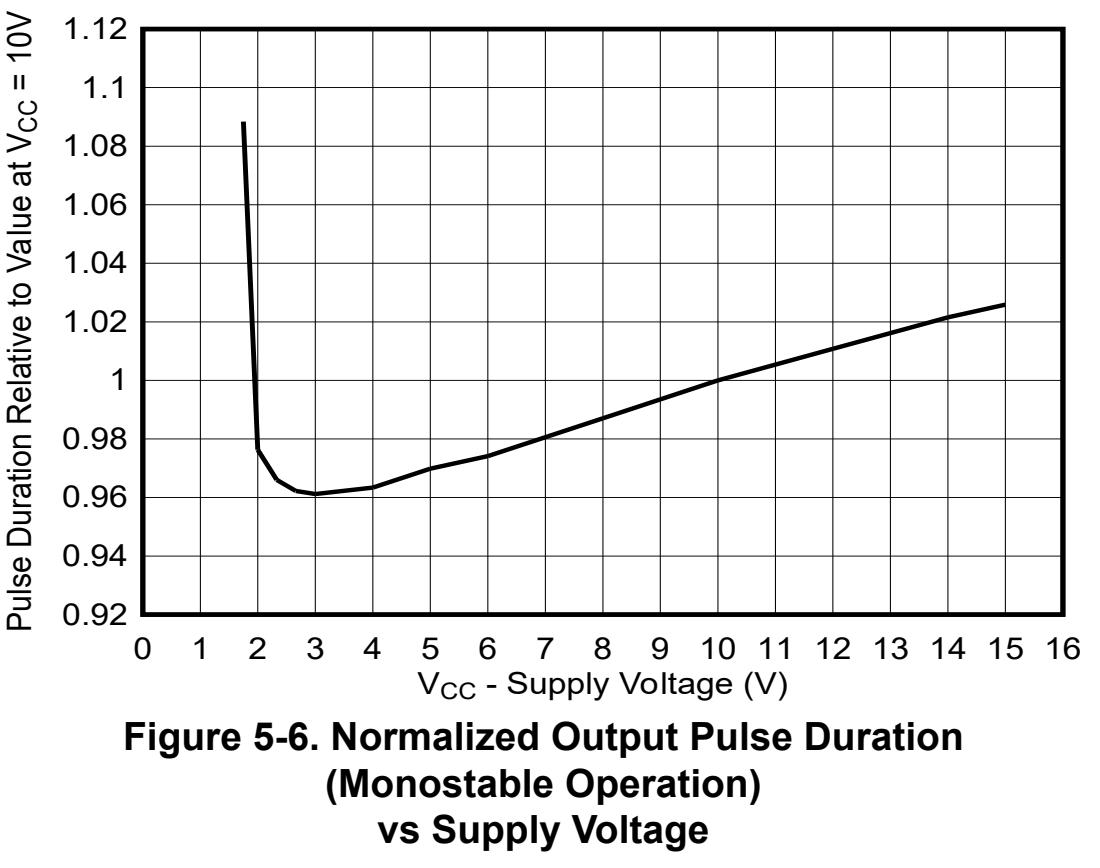 Pulse Duration Relative to Value at VCC = 10V
1.12
1.1
1.08
1.06
1.04
1.02
1
0.98
0.96
0.94
0.92
0 1 2 3 4 5 6 7 8 9 10 11 12 13 14 15 16
VCC - Supply Voltage (V)
Figure 5-6. Normalized Output Pulse Duration
(Monostable Operation)
vs Supply Voltage